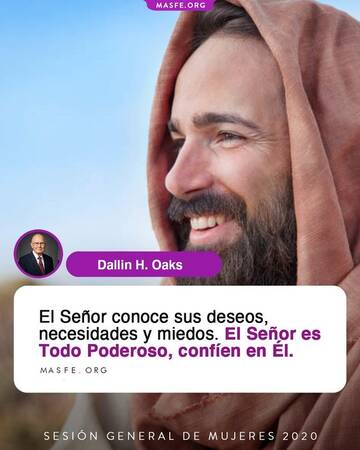 MASFE.ORG
Dallin H. Oaks
El Señor conoce sus deseos,
necesidades y miedos. El Señor es
Todo Poderoso, confíen en Él.
MASFE.ORG
SESIÓN GENERAL DE MUJERES 2020